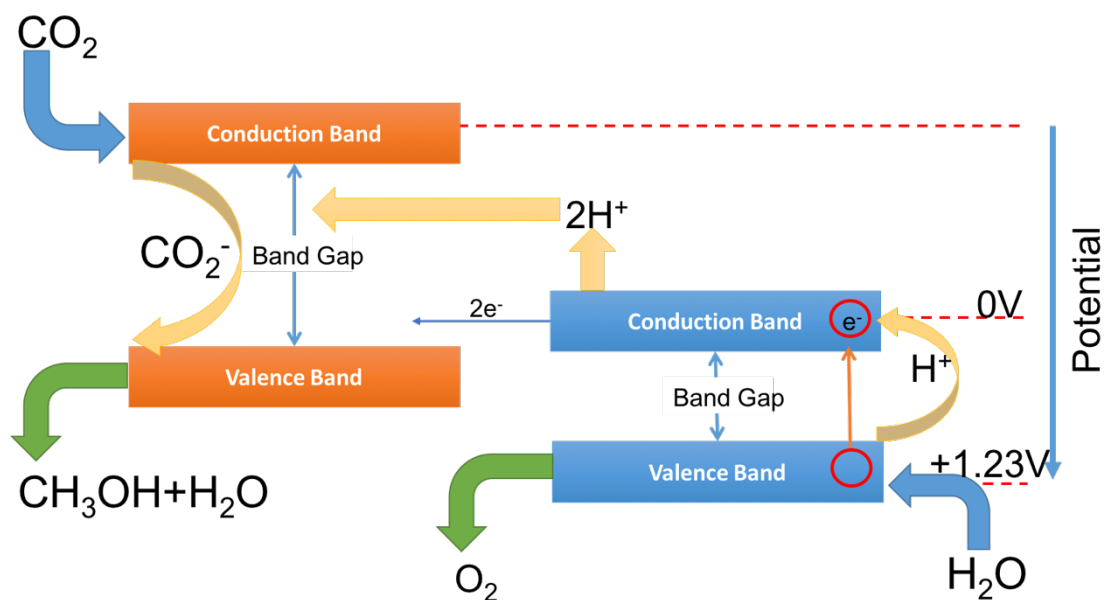 CO₂
Conduction Band
2H⁺
CO₂⁻
Band Gap
2e⁻
Conduction Band
e⁻
0V
Potential
Valence Band
H⁺
Band Gap
Valence Band
+1.23V
CH₃OH+H₂O
O₂
H₂O